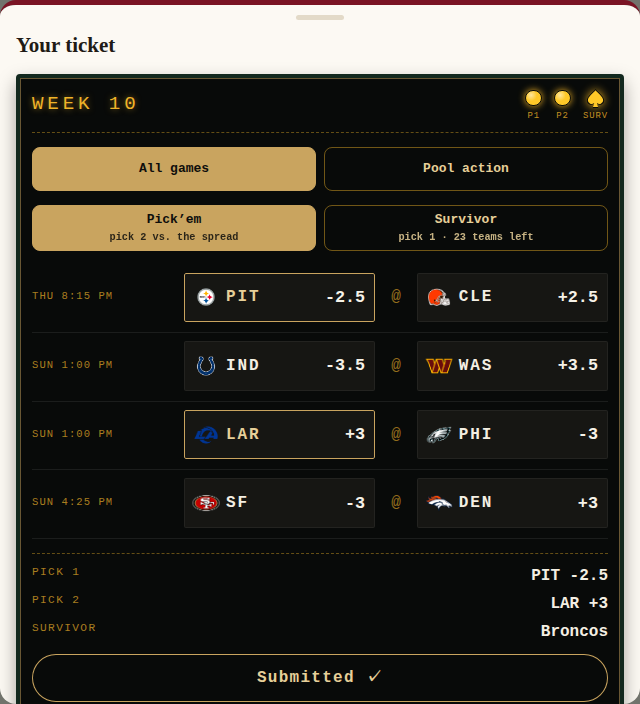 Your ticket
WEEK 10
P1 P2 SURV
All games Pool action
Pick’em Survivor
pick 2 vs. the spread pick 1 · 23 teams left
THU 8:15 PM PIT -2.5 @ CLE +2.5
SUN 1:00 PM IND -3.5 @ WAS +3.5
SUN 1:00 PM LAR +3 @ PHI -3
SUN 4:25 PM SF -3 @ DEN +3
PICK 1 PIT -2.5
PICK 2 LAR +3
SURVIVOR Broncos
Submitted ✓